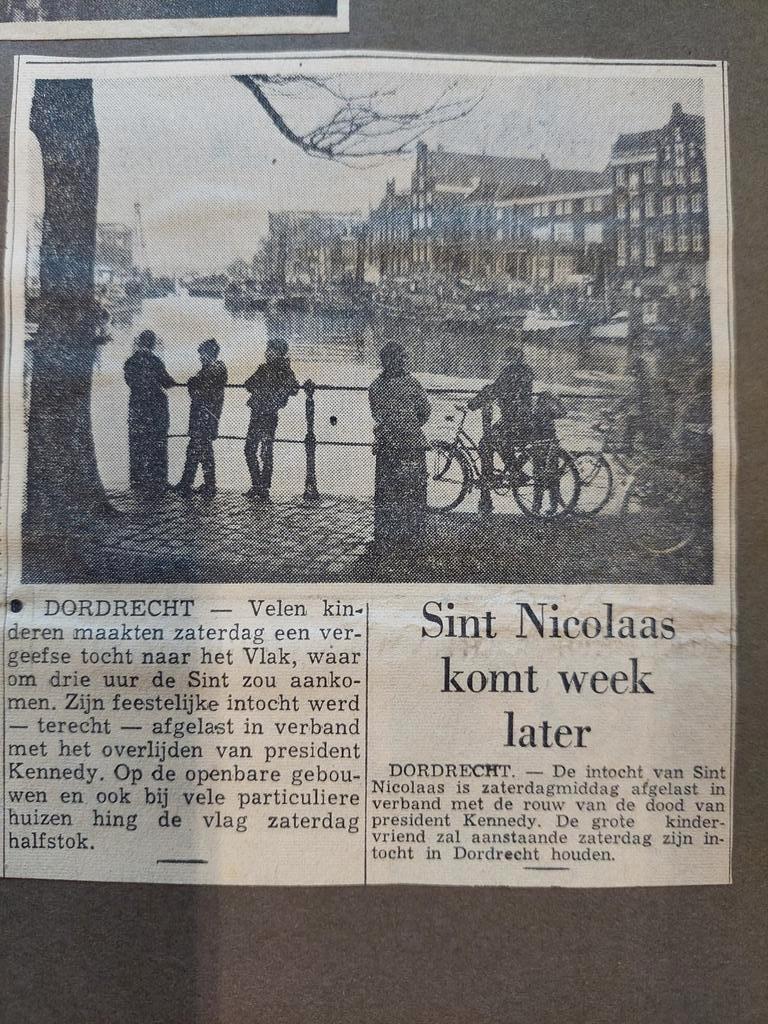 • DORDRECHT — Velen kin-
deren maakten zaterdag een ver-
geefse tocht naar het Vlak, waar
om drie uur de Sint zou aanko-
men. Zijn feestelijke intocht werd
— terecht — afgelast in verband
met het overlijden van president
Kennedy. Op de openbare gebou-
wen en ook bij vele particuliere
huizen hing de vlag zaterdag
halfstok.
Sint Nicolaas
komt week
later
DORDRECHT. — De intocht van Sint
Nicolaas is zaterdagmiddag afgelast in
verband met de rouw van de dood van
president Kennedy. De grote kinder-
vriend zal aanstaande zaterdag zijn in-
tocht in Dordrecht houden.